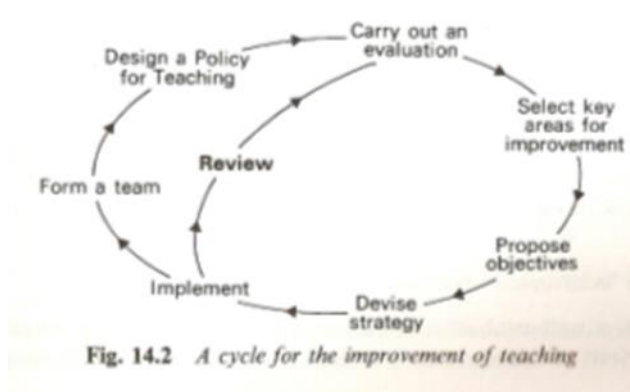 Carry out an
evaluation
Design a Policy
for Teaching
Select key
areas for
improvement
Review
Form a team
Propose
objectives
Implement
Devise
strategy
Fig. 14.2 A cycle for the improvement of teaching